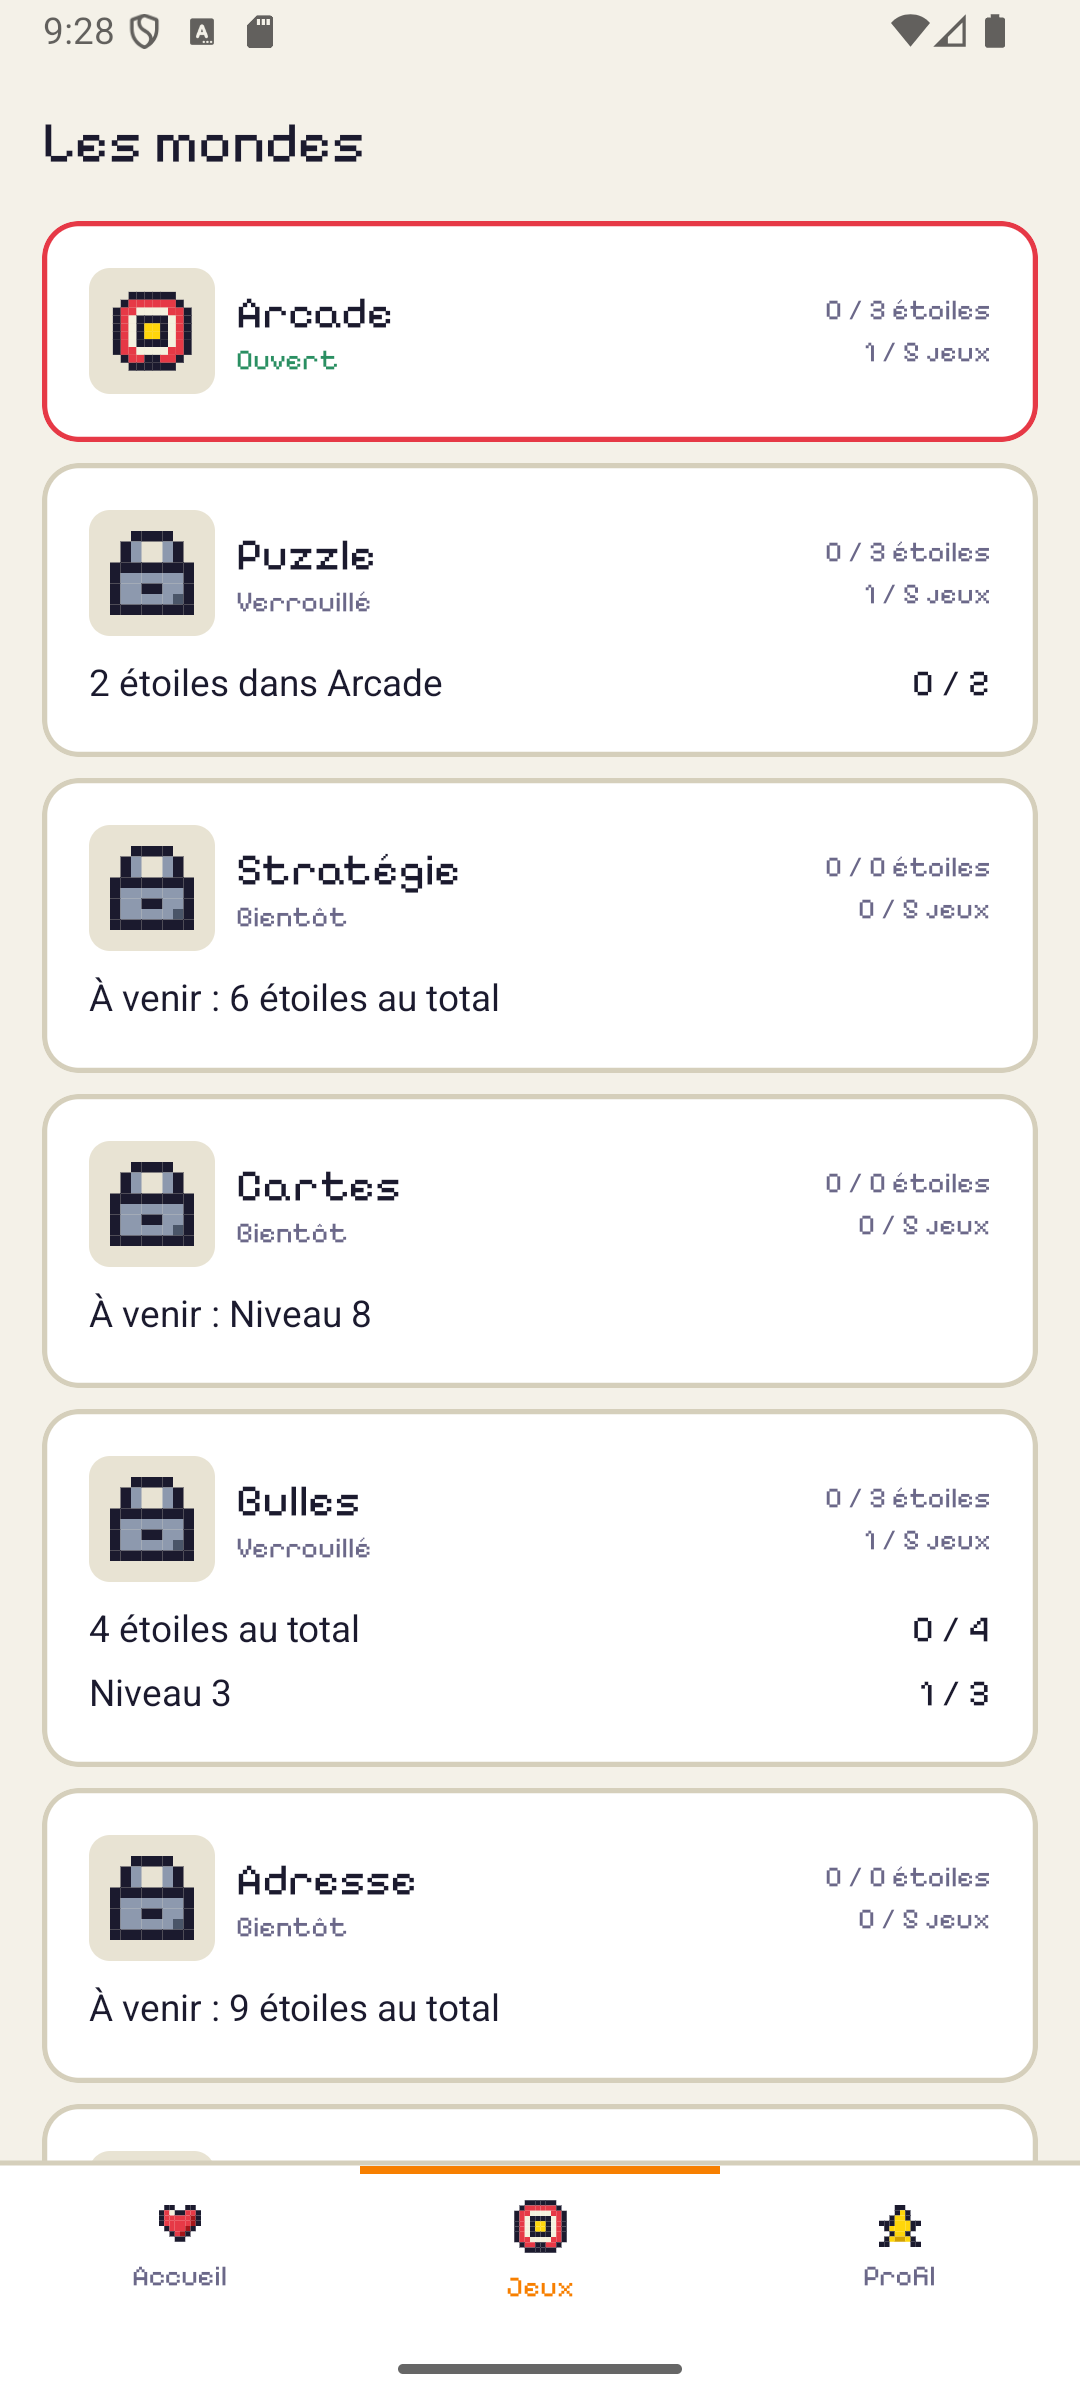 9:28
Les mondes
Arcade
Ouvert
0 / 3 étoiles
1 / 8 jeux
Puzzle
Verrouillé
0 / 3 étoiles
1 / 8 jeux
2 étoiles dans Arcade
0 / 2
Stratégie
Bientôt
0 / 0 étoiles
0 / 8 jeux
À venir : 6 étoiles au total
Cartes
Bientôt
0 / 0 étoiles
0 / 8 jeux
À venir : Niveau 8
Bulles
Verrouillé
0 / 3 étoiles
1 / 8 jeux
4 étoiles au total
0 / 4
Niveau 3
1 / 3
Adresse
Bientôt
0 / 0 étoiles
0 / 8 jeux
À venir : 9 étoiles au total
Accueil
Jeux
Profil